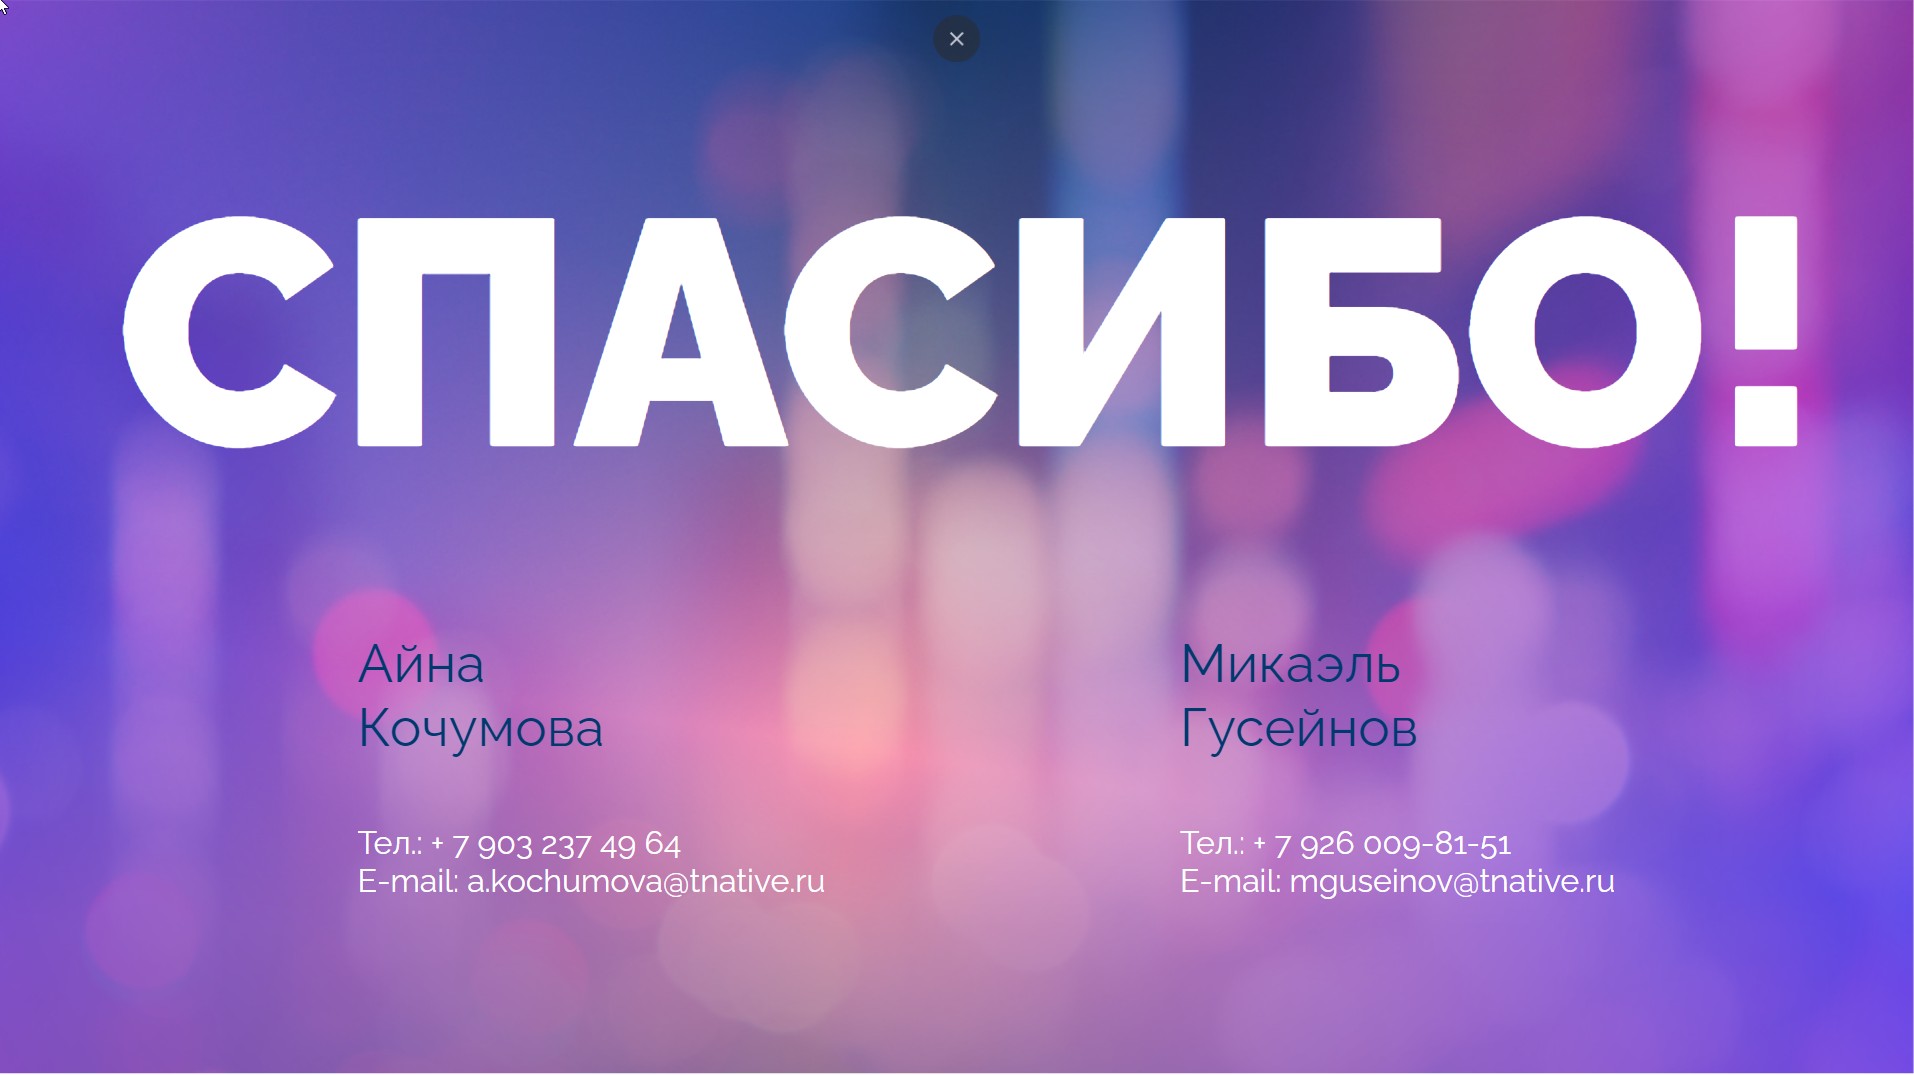 СПАСИБО!
Айна
Кочумова
Тел.: + 7 903 237 49 64
E-mail: a.kochumova@tnative.ru
Микаэль
Гусейнов
Тел.: + 7 926 009-81-51
E-mail: mguseinov@tnative.ru